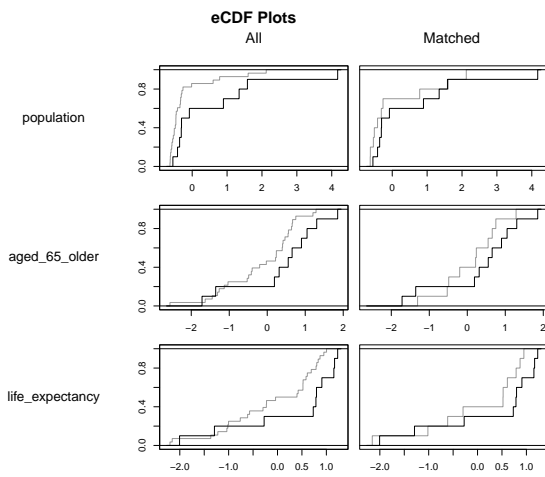 eCDF Plots
All Matched
population
0.0 0.4 0.8
0 1 2 3 4
0 1 2 3 4
aged_65_older
0.0 0.4 0.8
−2 −1 0 1 2
−2 −1 0 1 2
life_expectancy
0.0 0.4 0.8
−2.0 −1.0 0.0 0.5 1.0
−2.0 −1.0 0.0 0.5 1.0